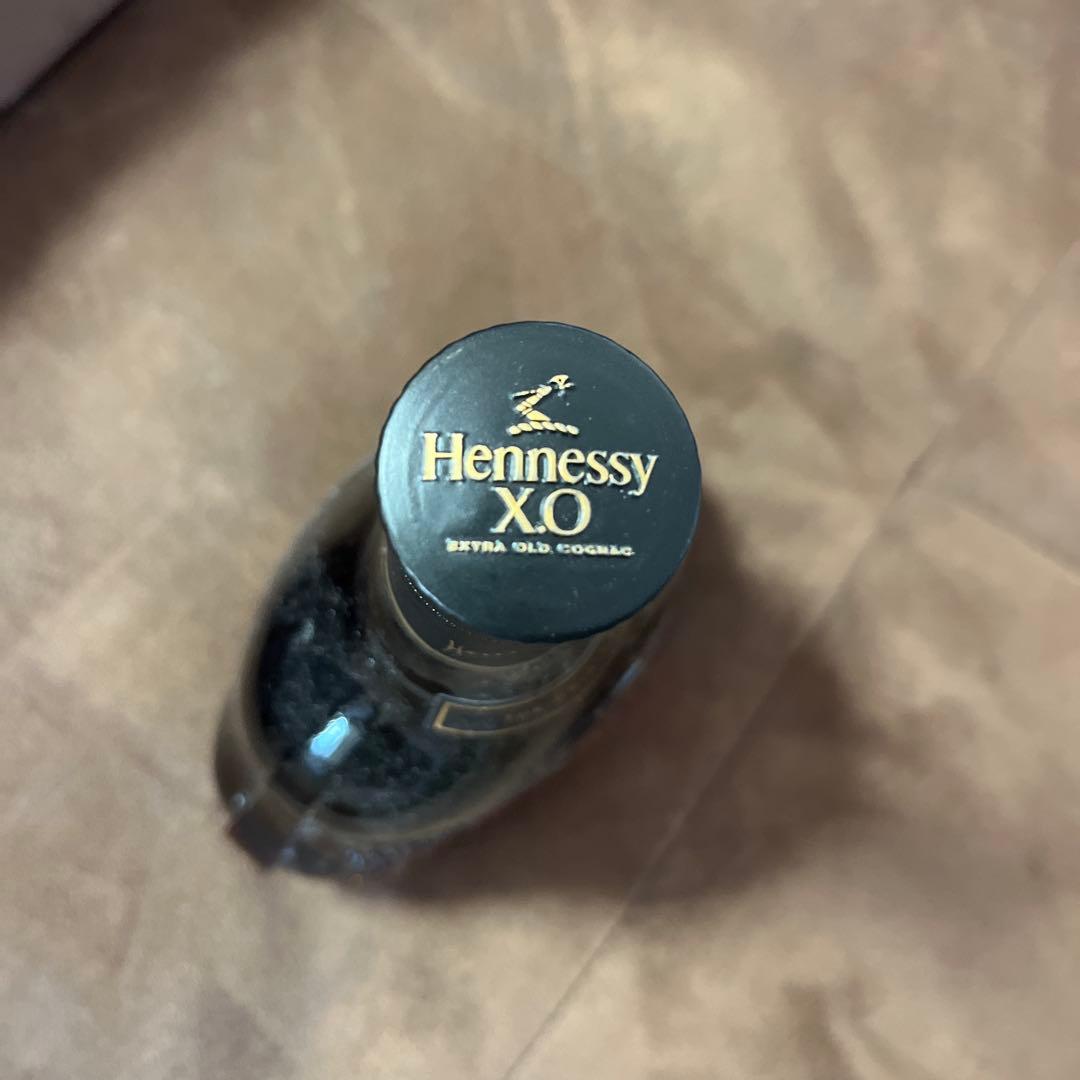 Hennessy
X.O
EXTRA OLD COGNAC